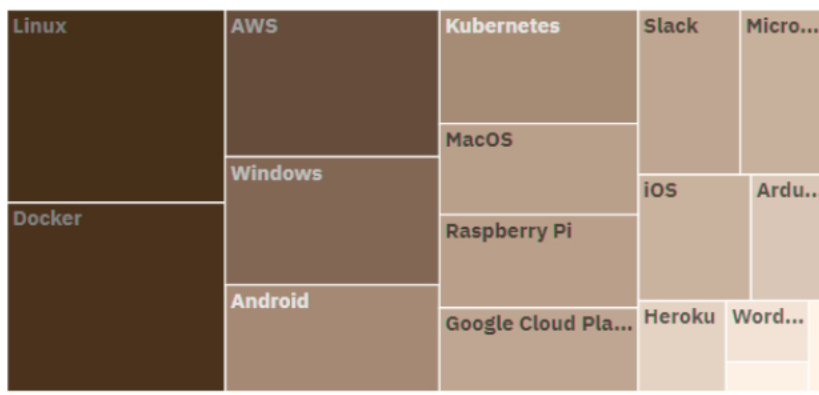 Linux
Docker
AWS
Windows
Android
Kubernetes
MacOS
Raspberry Pi
Google Cloud Pla...
Slack
Micro...
iOS
Ardu...
Heroku
Word...